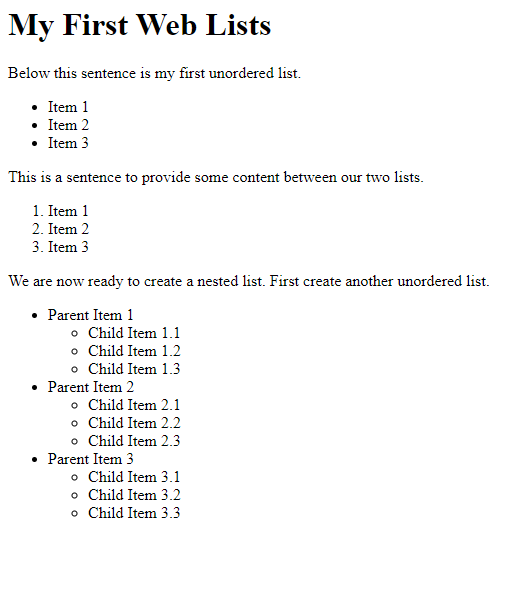 My First Web Lists
Below this sentence is my first unordered list.
• Item 1
• Item 2
• Item 3
This is a sentence to provide some content between our two lists.
1. Item 1
2. Item 2
3. Item 3
We are now ready to create a nested list. First create another unordered list.
• Parent Item 1
◦ Child Item 1.1
◦ Child Item 1.2
◦ Child Item 1.3
• Parent Item 2
◦ Child Item 2.1
◦ Child Item 2.2
◦ Child Item 2.3
• Parent Item 3
◦ Child Item 3.1
◦ Child Item 3.2
◦ Child Item 3.3